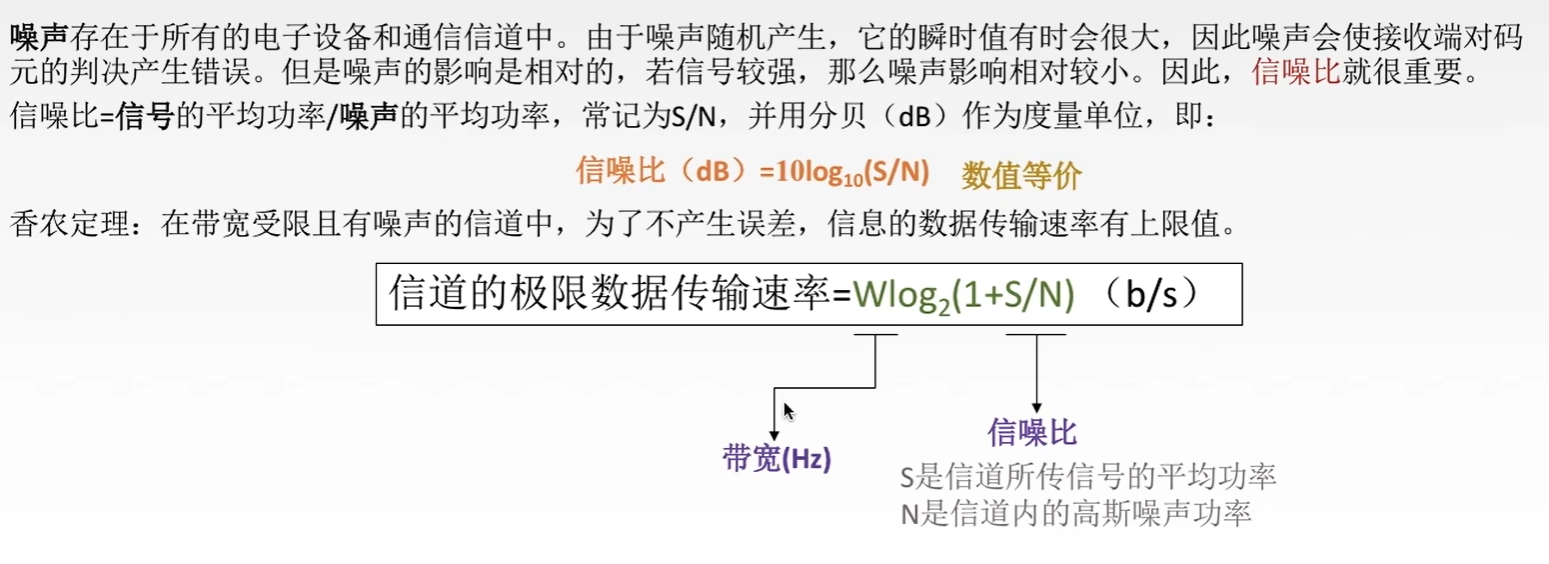 噪声存在于所有的电子设备和通信信道中。由于噪声随机产生，它的瞬时值有时会很大，因此噪声会使接收端对码
元的判决产生错误。但是噪声的影响是相对的，若信号较强，那么噪声影响相对较小。因此，信噪比就很重要。
信噪比=信号的平均功率/噪声的平均功率，常记为S/N，并用分贝（dB）作为度量单位，即：
信噪比（dB）=10log₁₀(S/N) 数值等价
香农定理：在带宽受限且有噪声的信道中，为了不产生误差，信息的数据传输速率有上限值。
信道的极限数据传输速率=Wlog₂(1+S/N) （b/s）
信噪比
带宽(Hz)
S是信道所传信号的平均功率
N是信道内的高斯噪声功率